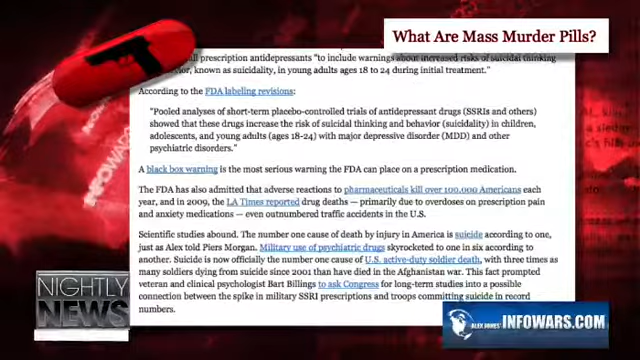 What Are Mass Murder Pills?
prescription antidepressants "to include warnings about increased risks of suicidal thinking
known as suicidality, in young adults ages 18 to 24 during initial treatment."
According to the FDA labeling revisions:
"Pooled analyses of short-term placebo-controlled trials of antidepressant drugs (SSRIs and others)
showed that these drugs increase the risk of suicidal thinking and behavior (suicidality) in children,
adolescents, and young adults (ages 18-24) with major depressive disorder (MDD) and other
psychiatric disorders."
A black box warning is the most serious warning the FDA can place on a prescription medication.
The FDA has also admitted that adverse reactions to pharmaceuticals kill over 100,000 Americans each
year, and in 2009, the LA Times reported drug deaths — primarily due to overdoses on prescription pain
and anxiety medications — even outnumbered traffic accidents in the U.S.
Scientific studies abound. The number one cause of death by injury in America is suicide according to one,
just as Alex told Piers Morgan. Military use of psychiatric drugs skyrocketed to one in six according to
another. Suicide is now officially the number one cause of U.S. active-duty soldier death, with three times as
many soldiers dying from suicide since 2001 than have died in the Afghanistan war. This fact prompted
veteran and clinical psychologist Bart Billings to ask Congress for long-term studies into a possible
connection between the spike in military SSRI prescriptions and troops committing suicide in record
numbers.
NIGHTLY
NEWS
ALEX JONES' INFOWARS.COM
INFOWARS